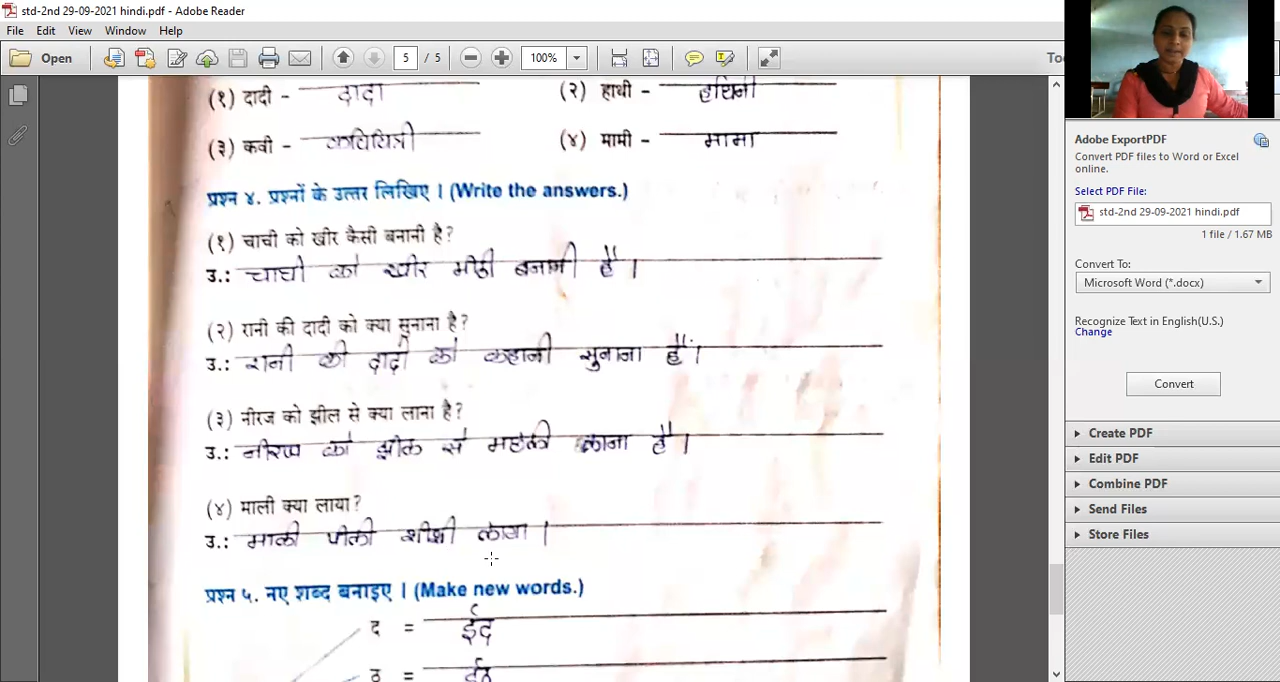 std-2nd 29-09-2021 hindi.pdf - Adobe Reader
File Edit View Window Help
Open 5 / 5 100% To
(१) दादी - दादा (२) हाथी - हथिनी
(३) कवी - कवियित्री (४) मामी - मामा
प्रश्न ४. प्रश्नों के उत्तर लिखिए । (Write the answers.)
(१) चाची को खीर कैसी बनानी है?
उ.: चाची को खीर मीठी बनानी है ।
(२) रानी की दादी को क्या सुनाना है?
उ.: रानी की दादी को कहानी सुनाना है ।
(३) नीरज को झील से क्या लाना है?
उ.: नीरज को झील से मछली लाना है ।
(४) माली क्या लाया?
उ.: माली पीली शीशी लाया ।
प्रश्न ५. नए शब्द बनाइए । (Make new words.)
द = ईद
ठ =
Adobe ExportPDF
Convert PDF files to Word or Excel
online.
Select PDF File:
std-2nd 29-09-2021 hindi.pdf
1 file / 1.67 MB
Convert To:
Microsoft Word (*.docx)
Recognize Text in English(U.S.)
Change
Convert
Create PDF
Edit PDF
Combine PDF
Send Files
Store Files